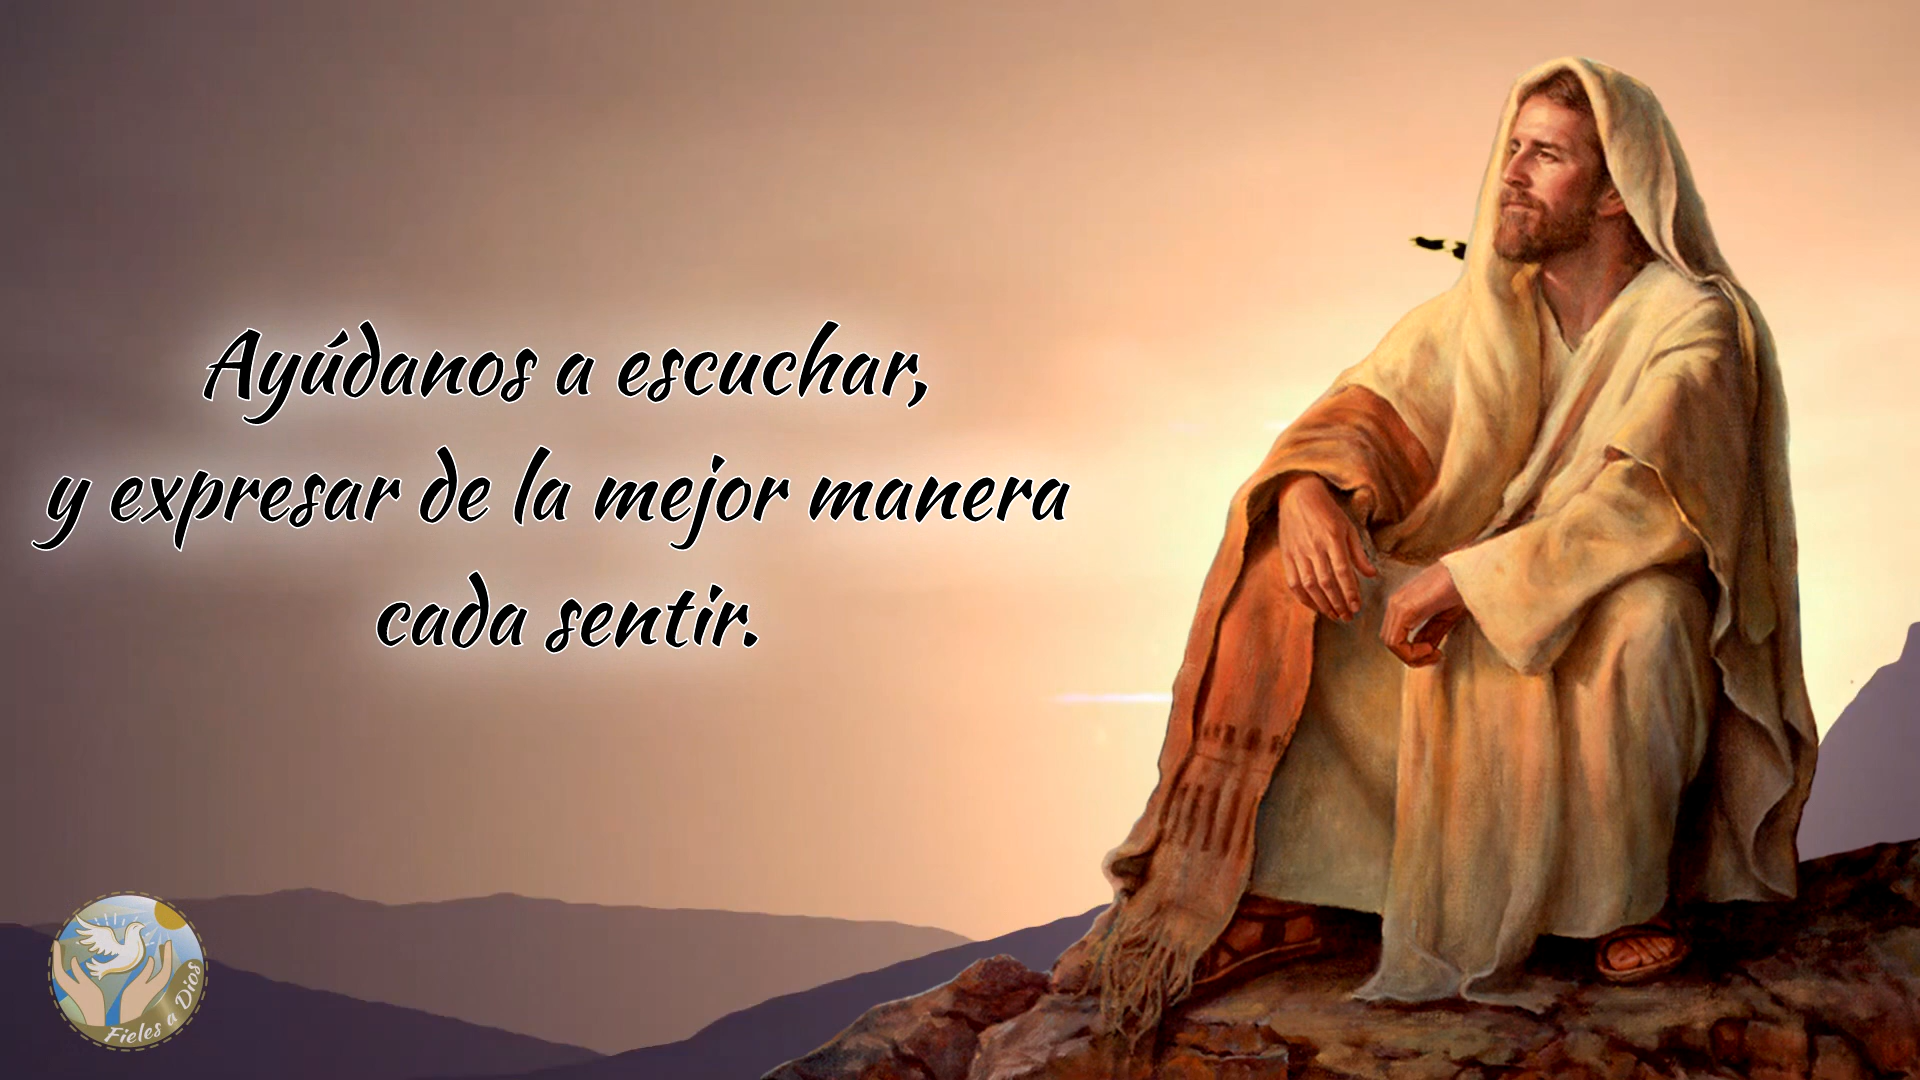 Ayúdanos a escuchar,
y expresar de la mejor manera
cada sentir.
Fieles a Dios